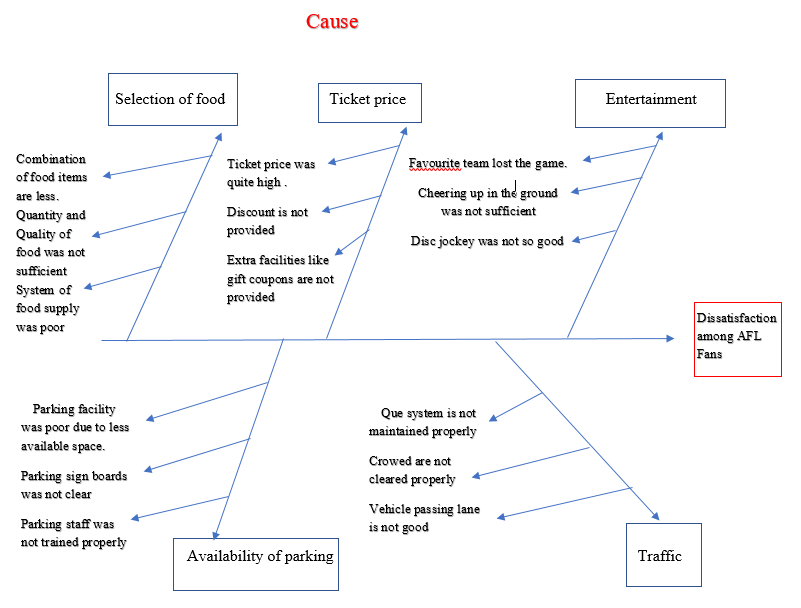 Cause
Selection of food
Ticket price
Entertainment
Combination
of food items
are less.
Quantity and
Quality of
food was not
sufficient
System of
food supply
was poor
Ticket price was
quite high .
Discount is not
provided
Extra facilities like
gift coupons are not
provided
Favourite team lost the game.
Cheering up in the ground
was not sufficient
Disc jockey was not so good
Dissatisfaction
among AFL
Fans
Parking facility
was poor due to less
available space.
Parking sign boards
was not clear
Parking staff was
not trained properly
Que system is not
maintained properly
Crowed are not
cleared properly
Vehicle passing lane
is not good
Availability of parking
Traffic